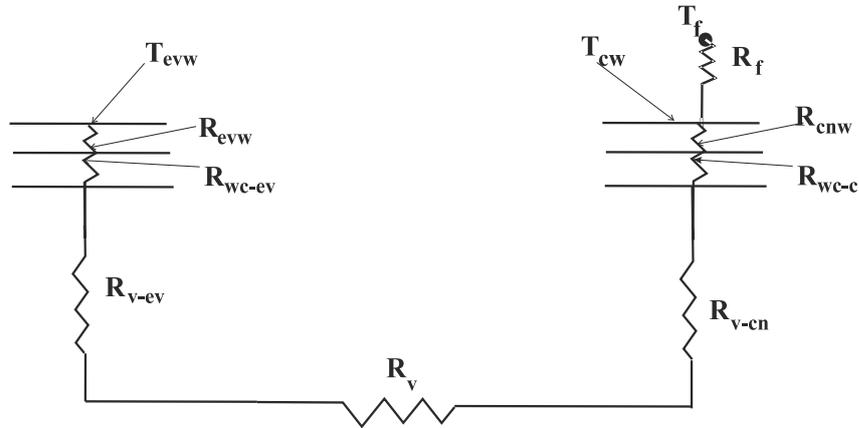 T_f
T_evw
T_cw
R_f
R_evw
R_cnw
R_wc-ev
R_wc-c
R_v-ev
R_v-cn
R_v